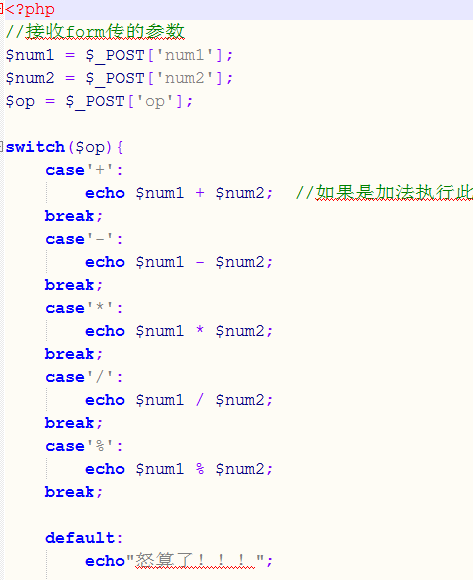 <?php
//接收form传的参数
$num1 = $_POST['num1'];
$num2 = $_POST['num2'];
$op = $_POST['op'];
switch($op){
case'+':
echo $num1 + $num2; //如果是加法执行此
break;
case'-':
echo $num1 - $num2;
break;
case'*':
echo $num1 * $num2;
break;
case'/':
echo $num1 / $num2;
break;
case'%':
echo $num1 % $num2;
break;
default:
echo"怒算了！！！";